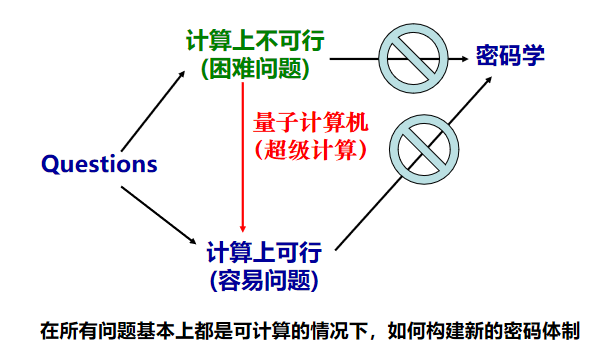 计算上不可行
(困难问题)
密码学
量子计算机
（超级计算）
Questions
计算上可行
(容易问题)
在所有问题基本上都是可计算的情况下，如何构建新的密码体制